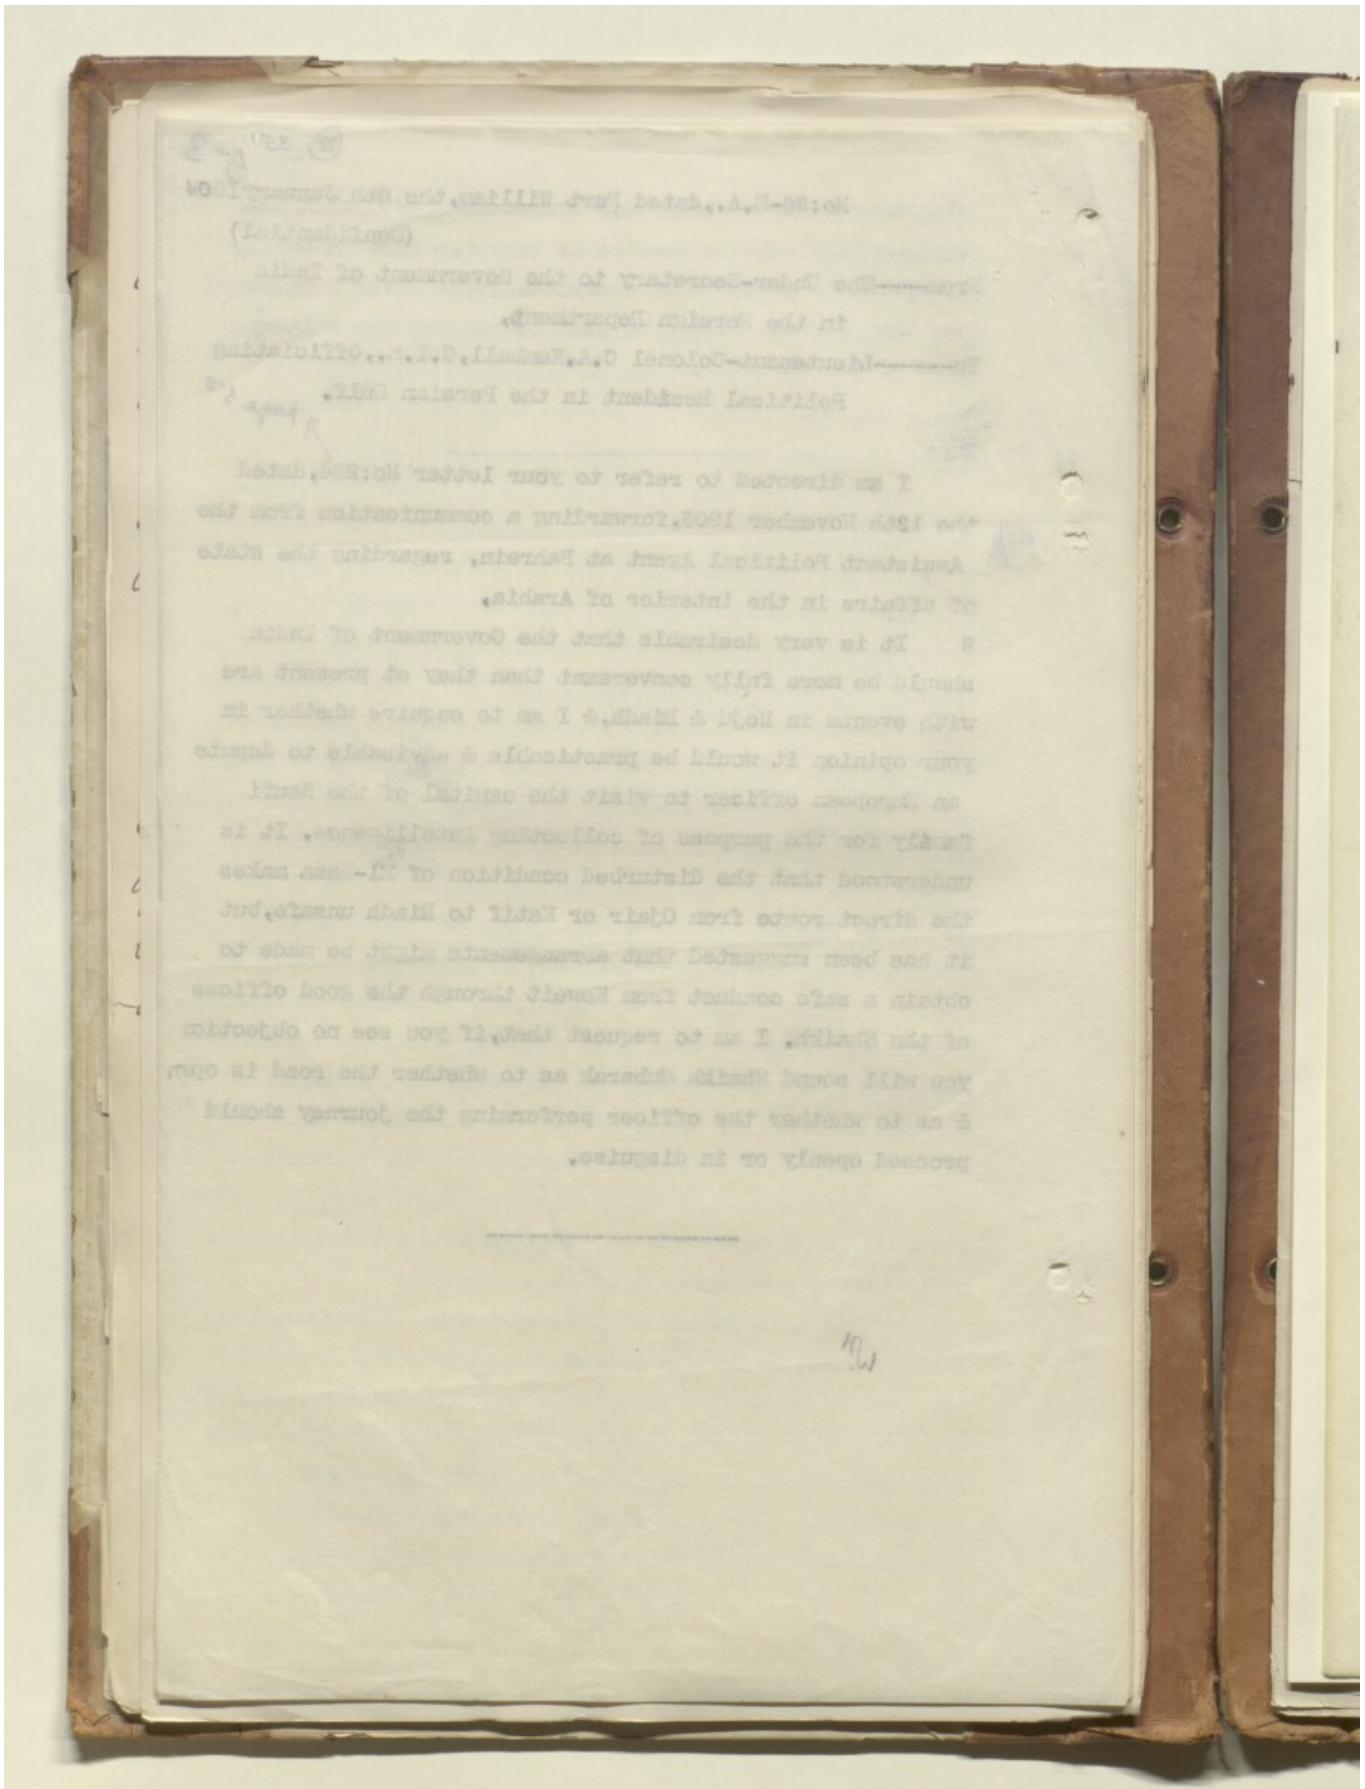 No:36-N.A.,dated Fort William,the 8th January 1904
(Confidential)
From----The Under-Secretary to the Government of India
in the Foreign Department,
To------Lieutenant-Colonel C.A.Kemball,C.I.E.,Officiating
Political Resident in the Persian Gulf.
I am directed to refer to your letter No: dated
the 12th November 1903,forwarding a communication from the
Assistant Political Agent at Bahrein, regarding the state
of affairs in the interior of Arabia.
2 It is very desirable that the Government of India
should be more fully conversant than they at present are
with events in Nejd & Riadh,& I am to enquire whether in
your opinion it would be practicable & advisable to depute
an European officer to visit the capital of the Saufi
family for the purpose of collecting intelligence. It is
understood that the disturbed condition of El-Hasa makes
the direct route from Ojair or Katif to Riadh unsafe,but
it has been suggested that arrangements might be made to
obtain a safe conduct from Koweit through the good offices
of the Shaikh. I am to request that,if you see no objection
you will sound Shaikh Mubarak as to whether the road is open
& as to whether the officer performing the journey should
proceed openly or in disguise.